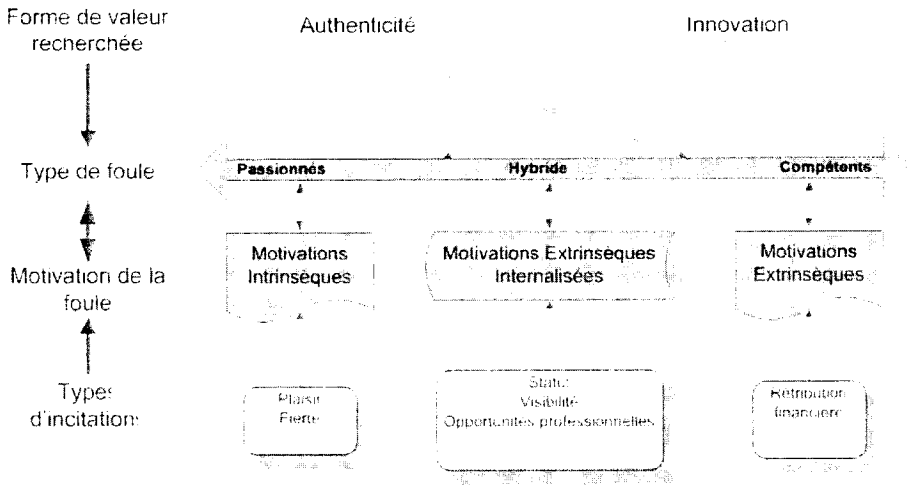 Forme de valeur
recherchée
Authenticité
Innovation
Type de foule
Passionnés
Hybride
Compétents
Motivation de la
foule
Motivations
Intrinsèques
Motivations Extrinsèques
Internalisées
Motivations
Extrinsèques
Types
d'incitations
Plaisir
Fierté
Statut
Visibilité
Opportunités professionnelles
Rétribution
financière